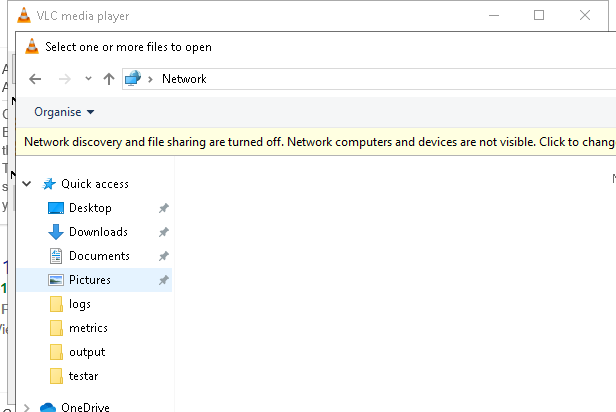 VLC media player
Select one or more files to open
Network
Organise
Network discovery and file sharing are turned off. Network computers and devices are not visible. Click to chang
Quick access
Desktop
Downloads
Documents
Pictures
logs
metrics
output
testar
OneDrive